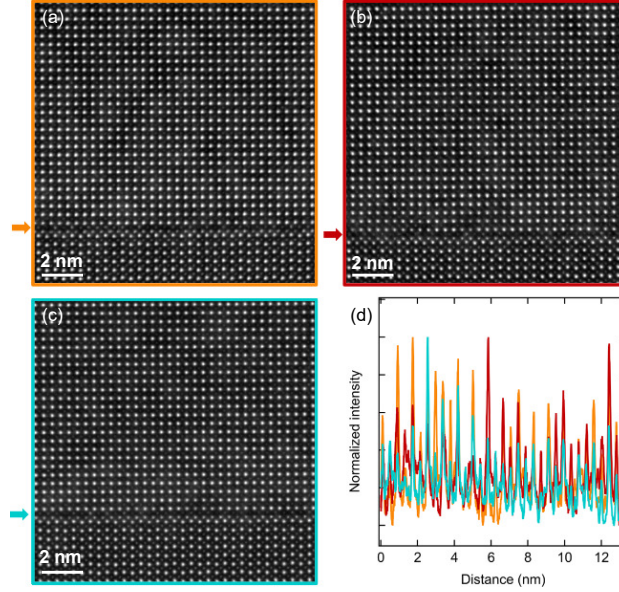 (a)
2 nm
(b)
2 nm
(c)
2 nm
(d)
Normalized intensity
0 2 4 6 8 10 12
Distance (nm)